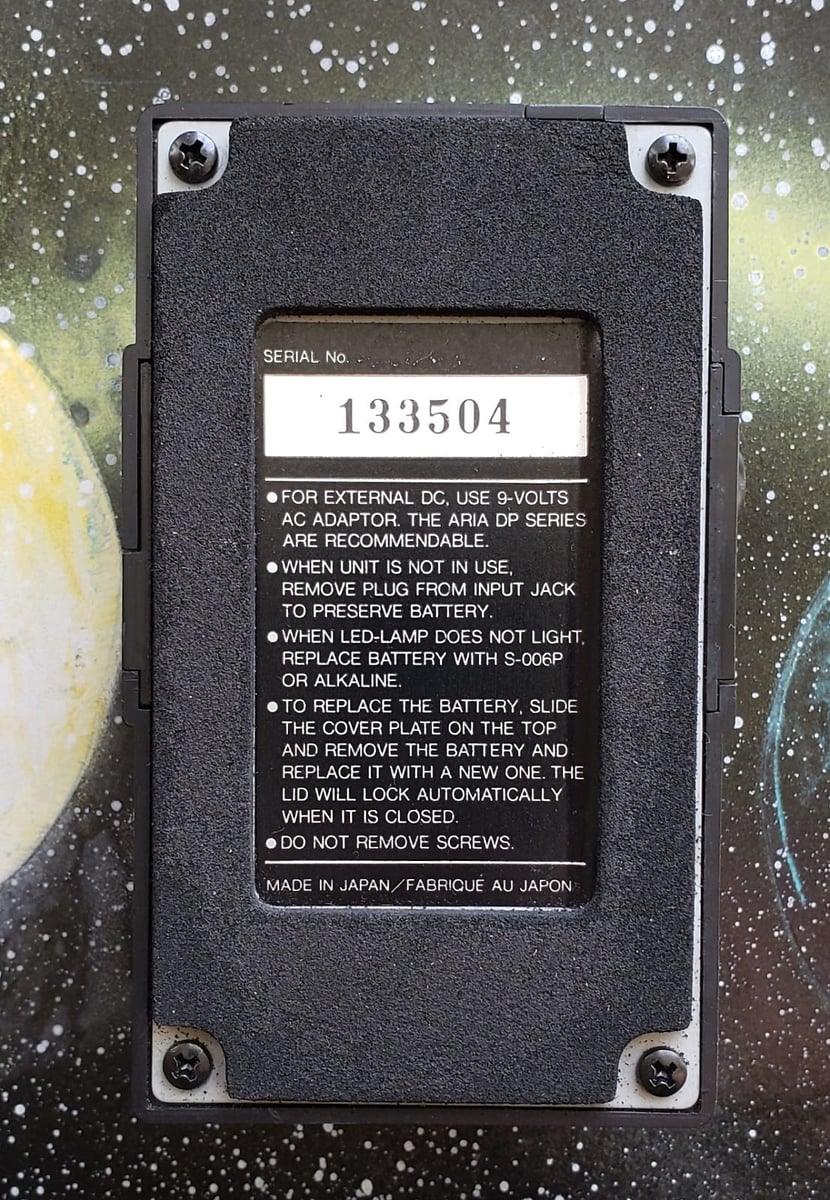 SERIAL No.
133504
● FOR EXTERNAL DC, USE 9-VOLTS
AC ADAPTOR. THE ARIA DP SERIES
ARE RECOMMENDABLE.
● WHEN UNIT IS NOT IN USE,
REMOVE PLUG FROM INPUT JACK
TO PRESERVE BATTERY.
● WHEN LED-LAMP DOES NOT LIGHT,
REPLACE BATTERY WITH S-006P
OR ALKALINE.
● TO REPLACE THE BATTERY, SLIDE
THE COVER PLATE ON THE TOP
AND REMOVE THE BATTERY AND
REPLACE IT WITH A NEW ONE. THE
LID WILL LOCK AUTOMATICALLY
WHEN IT IS CLOSED.
● DO NOT REMOVE SCREWS.
MADE IN JAPAN/FABRIQUÉ AU JAPON